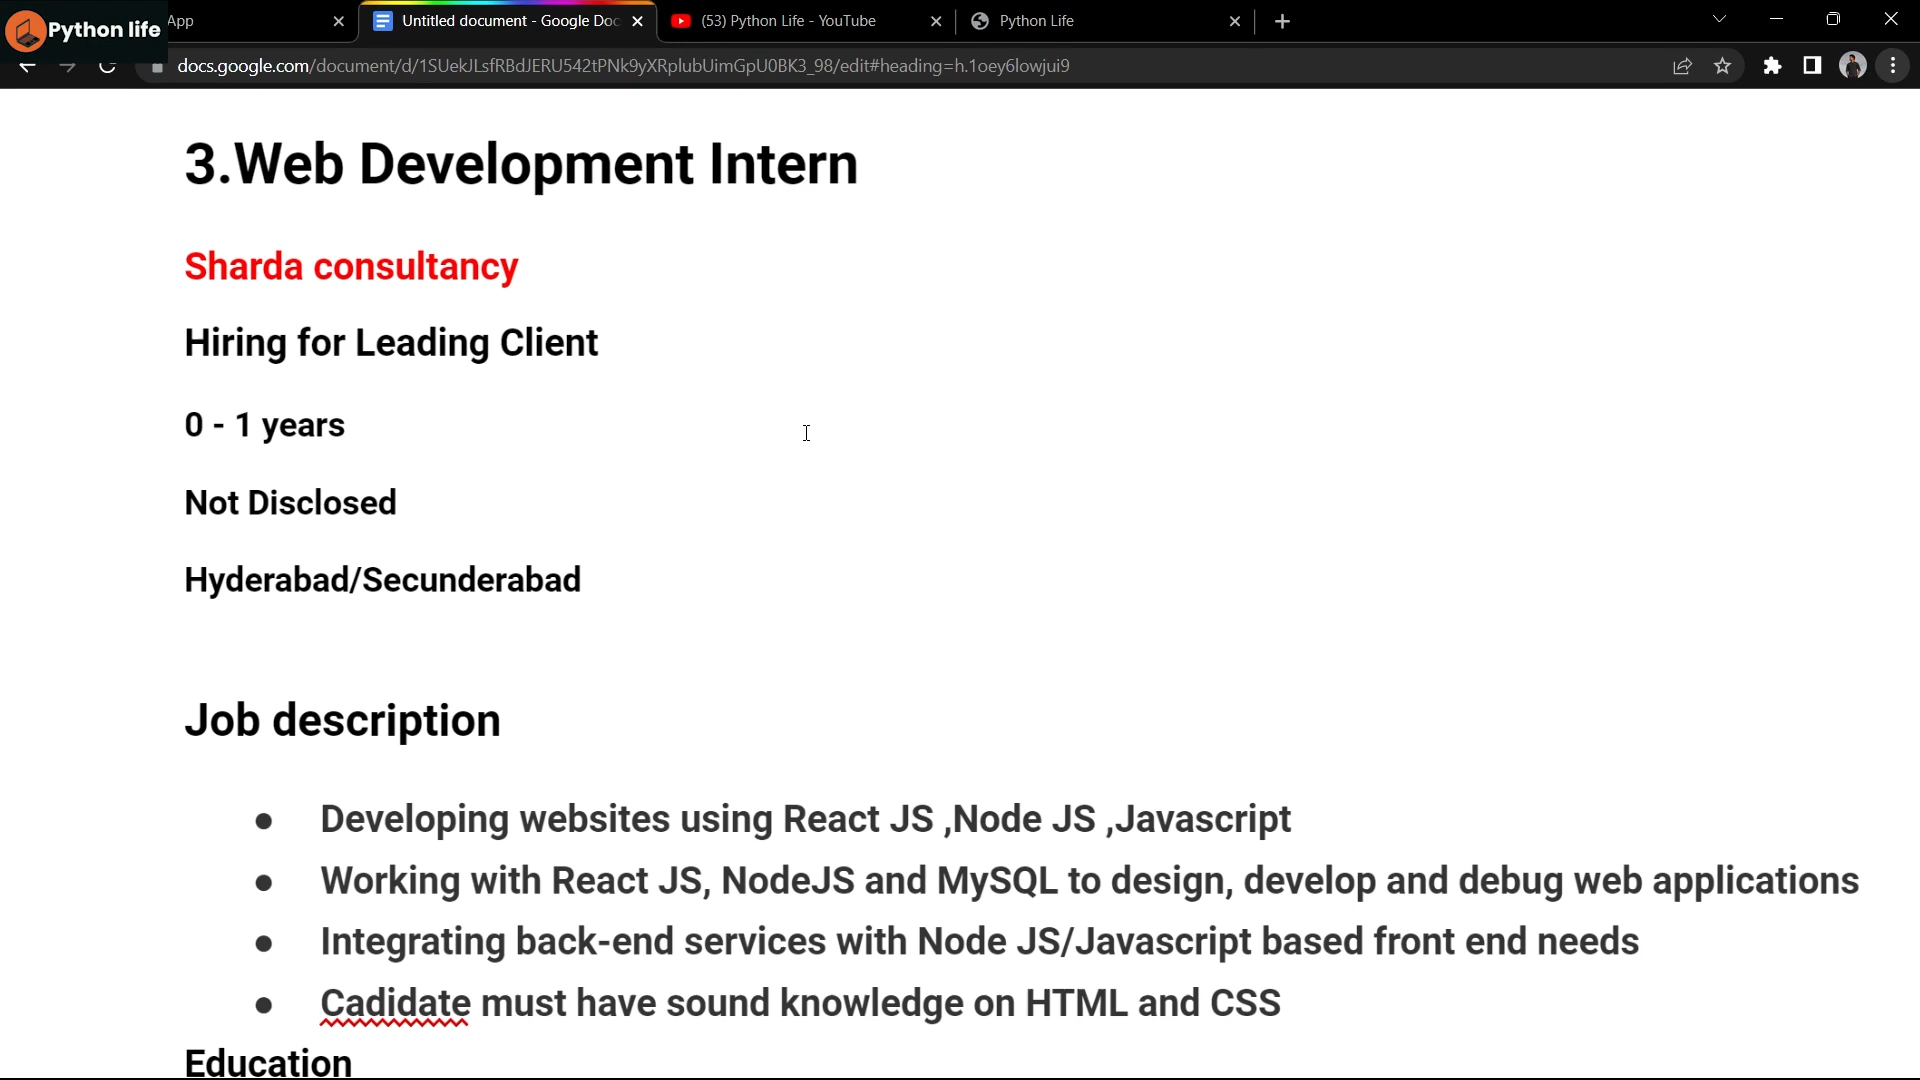 Python life
App
Untitled document - Google Doc
(53) Python Life - YouTube
Python Life
docs.google.com/document/d/1SUekJLsfRBdJERU542tPNk9yXRplubUimGpU0BK3_98/edit#heading=h.1oey6lowjui9
3.Web Development Intern
Sharda consultancy
Hiring for Leading Client
0 - 1 years
Not Disclosed
Hyderabad/Secunderabad
Job description
● Developing websites using React JS ,Node JS ,Javascript
● Working with React JS, NodeJS and MySQL to design, develop and debug web applications
● Integrating back-end services with Node JS/Javascript based front end needs
● Cadidate must have sound knowledge on HTML and CSS
Education